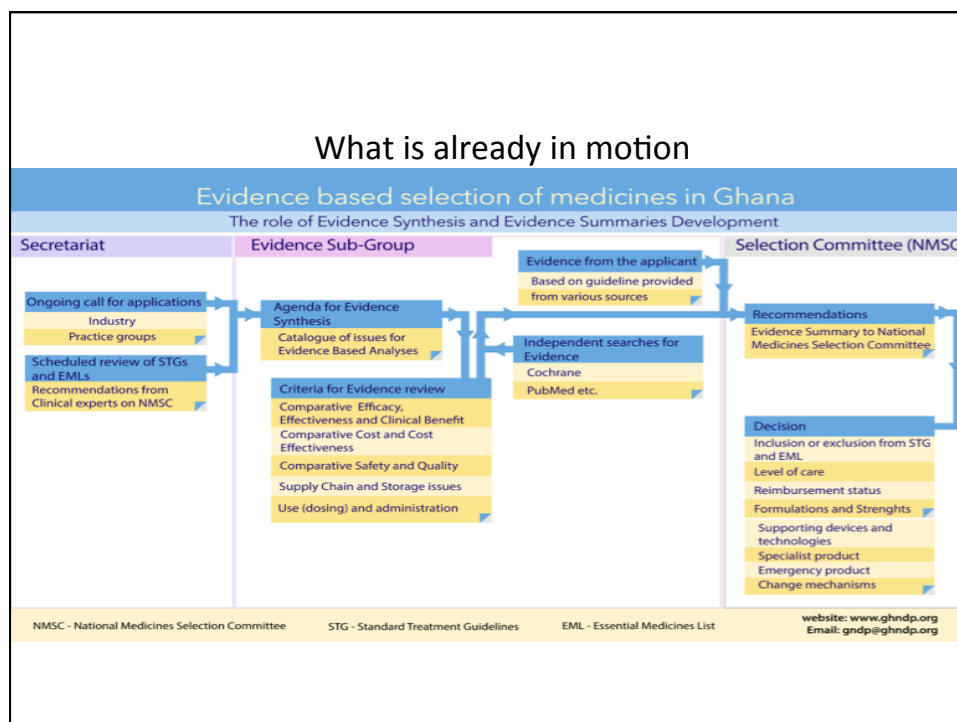 What is already in motion
Evidence based selection of medicines in Ghana
The role of Evidence Synthesis and Evidence Summaries Development
Secretariat
Evidence Sub-Group
Selection Committee (NMSC
Ongoing call for applications
Industry
Practice groups
Scheduled review of STGs
and EMLs
Recommendations from
Clinical experts on NMSC
Agenda for Evidence
Synthesis
Catalogue of issues for
Evidence Based Analyses
Criteria for Evidence review
Comparative Efficacy,
Effectiveness and Clinical Benefit
Comparative Cost and Cost
Effectiveness
Comparative Safety and Quality
Supply Chain and Storage issues
Use (dosing) and administration
Evidence from the applicant
Based on guideline provided
from various sources
Independent searches for
Evidence
Cochrane
PubMed etc.
Recommendations
Evidence Summary to National
Medicines Selection Committee
Decision
Inclusion or exclusion from STG
and EML
Level of care
Reimbursement status
Formulations and Strenghts
Supporting devices and
technologies
Specialist product
Emergency product
Change mechanisms
NMSC - National Medicines Selection Committee
STG - Standard Treatment Guidelines
EML - Essential Medicines List
website: www.ghndp.org
Email: gndp@ghndp.org